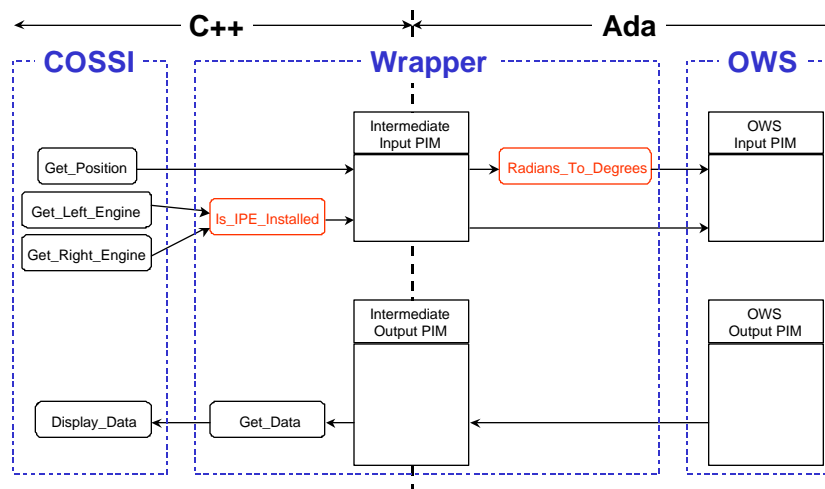 C++
Ada
COSSI
Wrapper
OWS
Intermediate
Input PIM
OWS
Input PIM
Get_Position
Radians_To_Degrees
Get_Left_Engine
Is_IPE_Installed
Get_Right_Engine
Intermediate
Output PIM
OWS
Output PIM
Display_Data
Get_Data